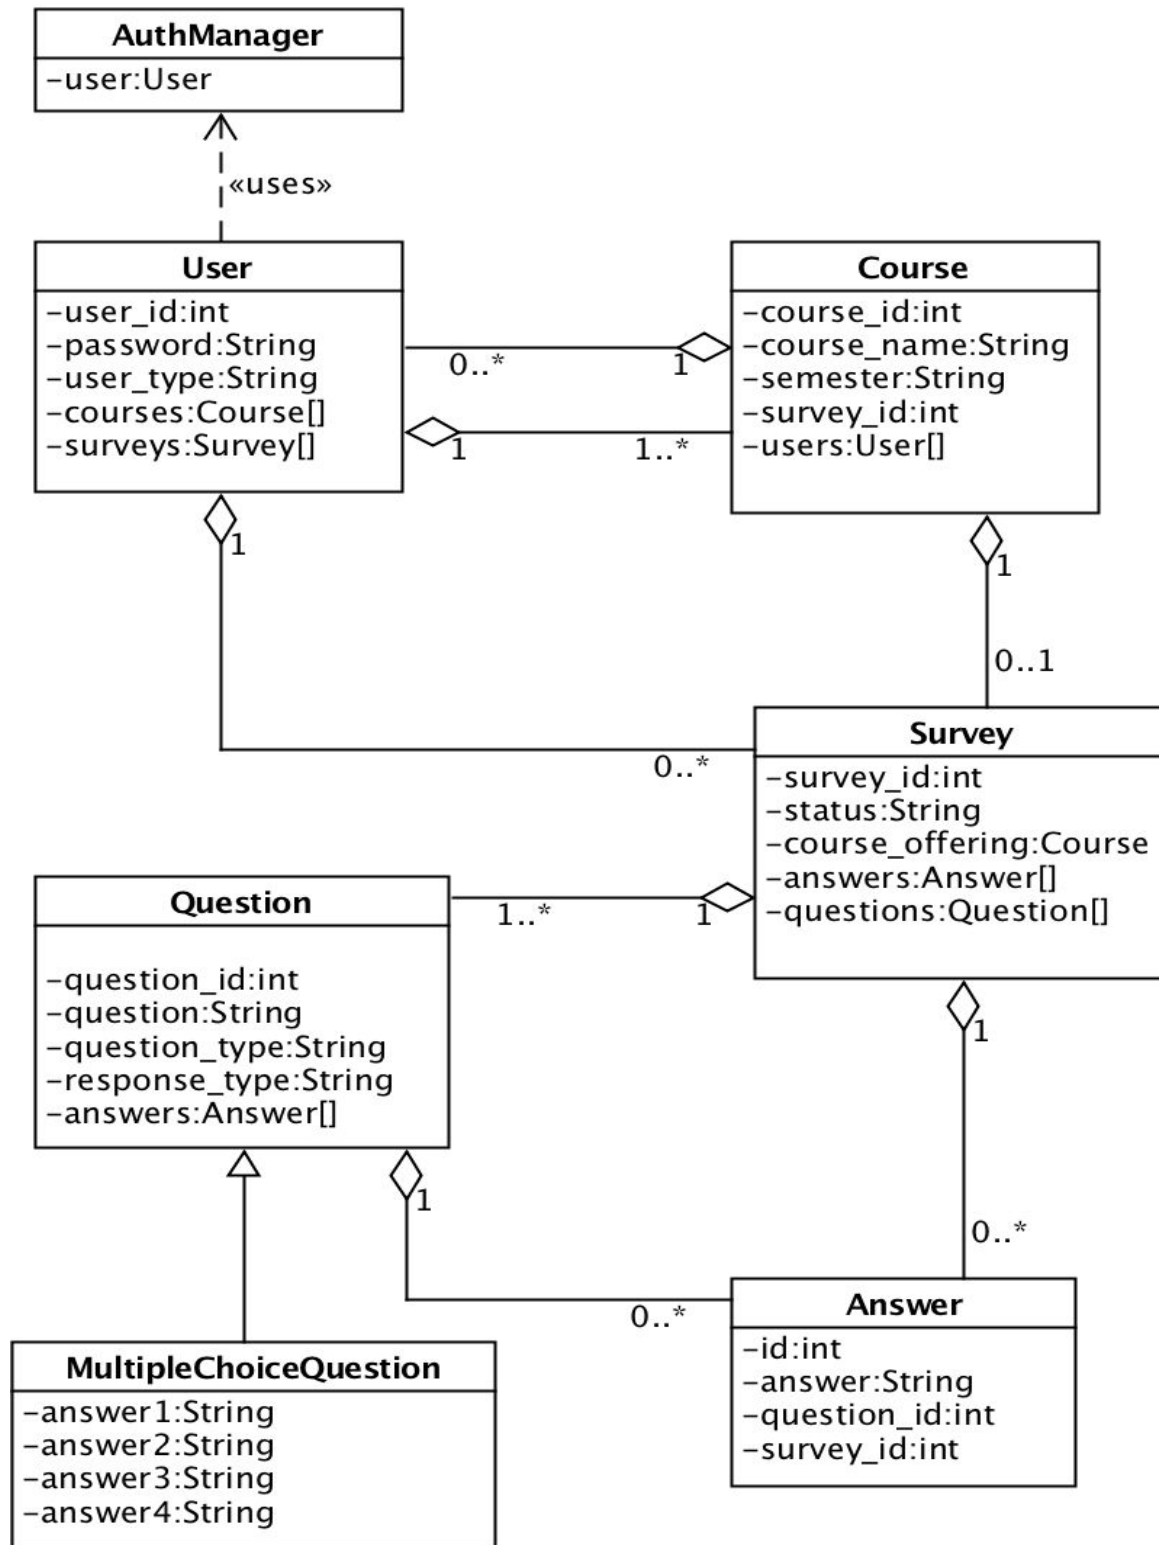 AuthManager
–user:User
«uses»
User
–user_id:int
–password:String
–user_type:String
–courses:Course[]
–surveys:Survey[]
Course
–course_id:int
–course_name:String
–semester:String
–survey_id:int
–users:User[]
0..* 1
1 1..*
1
1
0..1
0..*
Survey
–survey_id:int
–status:String
–course_offering:Course
–answers:Answer[]
–questions:Question[]
1..* 1
Question
–question_id:int
–question:String
–question_type:String
–response_type:String
–answers:Answer[]
1
1
0..*
0..*
Answer
–id:int
–answer:String
–question_id:int
–survey_id:int
MultipleChoiceQuestion
–answer1:String
–answer2:String
–answer3:String
–answer4:String